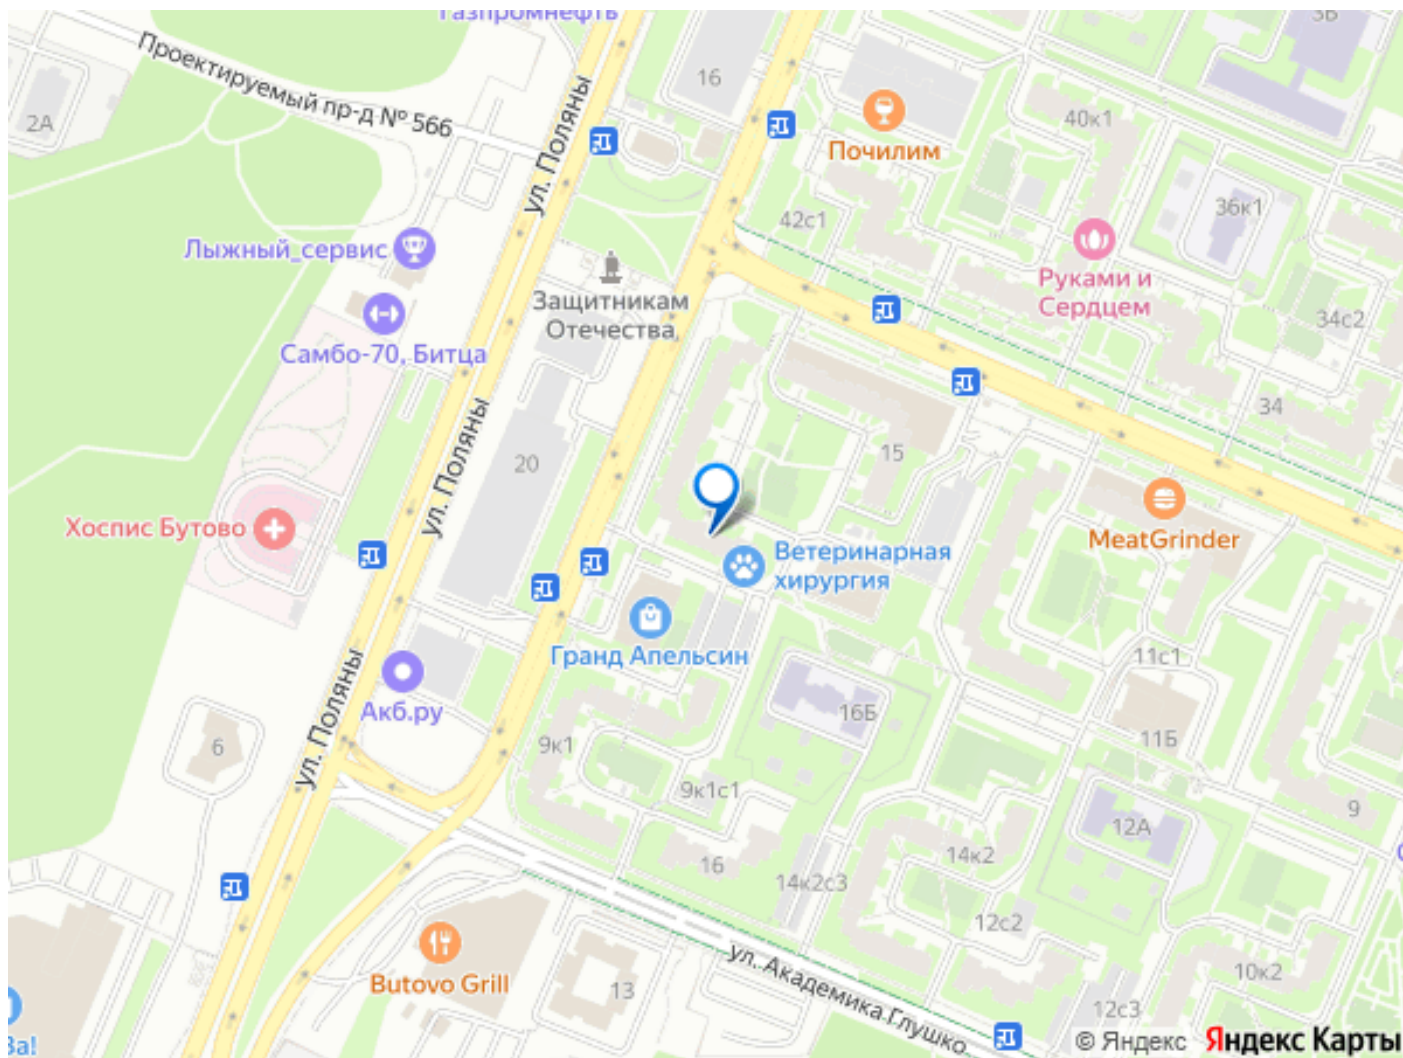 Газпромнефть
3Б
Проектируемый пр-д № 566
16
2А
ул. Поляны
40к1
Почилим
36к1
42с1
Лыжный_сервис
Руками и
Сердцем
Защитникам
Отечества
34с2
Самбо-70, Битца
34
ул. Поляны
15
20
Хоспис Бутово
MeatGrinder
Ветеринарная
хирургия
Гранд Апельсин
11с1
Акб.ру
16Б
11Б
6
ул. Поляны
9к1
9к1с1
9
12А
14к2
16
14к2с3
12с2
ул. Академика Глушко
Butovo Grill
13
10к2
12с3
За!
© Яндекс Яндекс Карты